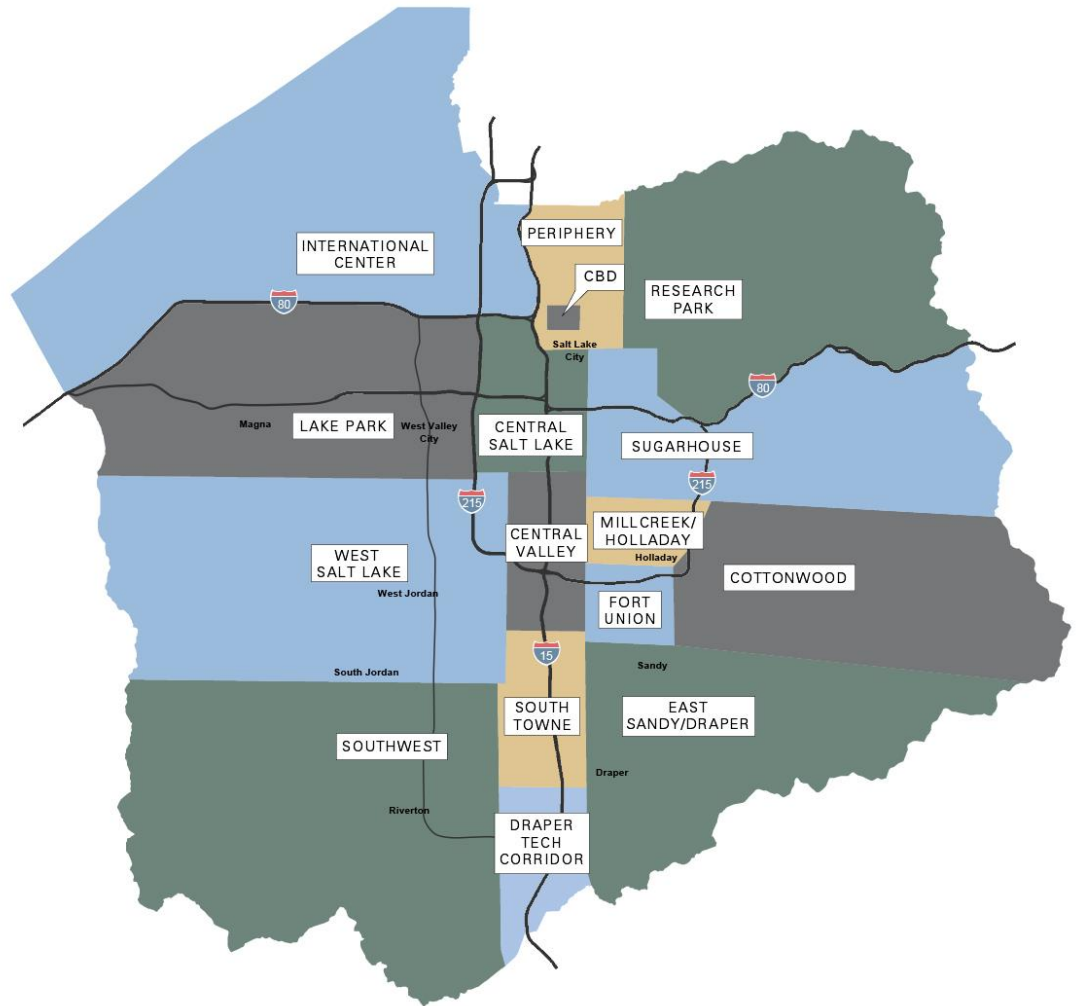 PERIPHERY
INTERNATIONAL
CENTER
CBD
RESEARCH
PARK
80
Salt Lake
City
80
Magna
LAKE PARK
West Valley
City
CENTRAL
SALT LAKE
SUGARHOUSE
215
215
MILLCREEK/
HOLLADAY
CENTRAL
VALLEY
Holladay
WEST
SALT LAKE
COTTONWOOD
West Jordan
FORT
UNION
15
South Jordan
Sandy
SOUTH
TOWNE
EAST
SANDY/DRAPER
SOUTHWEST
Draper
Riverton
DRAPER
TECH
CORRIDOR